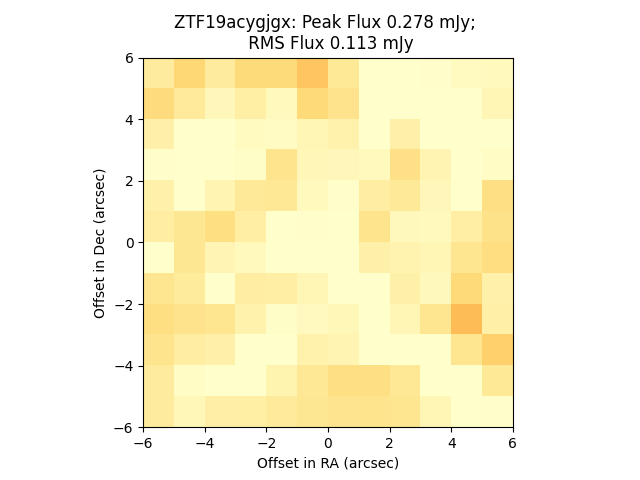 ZTF19acygjgx: Peak Flux 0.278 mJy;
RMS Flux 0.113 mJy
6
4
2
0
−2
−4
−6
Offset in Dec (arcsec)
−6 −4 −2 0 2 4 6
Offset in RA (arcsec)